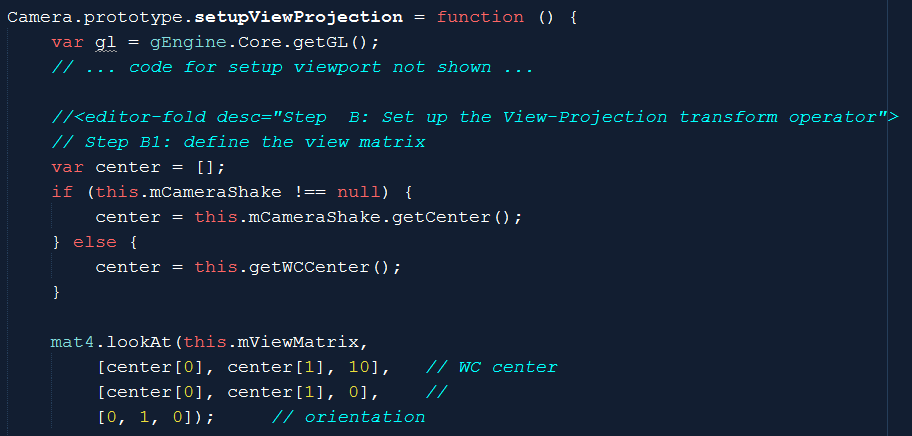 Camera.prototype.setupViewProjection = function () {
    var gl = gEngine.Core.getGL();
    // ... code for setup viewport not shown ...
    //<editor-fold desc="Step  B: Set up the View-Projection transform operator">
    // Step B1: define the view matrix
    var center = [];
    if (this.mCameraShake !== null) {
        center = this.mCameraShake.getCenter();
    } else {
        center = this.getWCCenter();
    }
    mat4.lookAt(this.mViewMatrix,
        [center[0], center[1], 10],   // WC center
        [center[0], center[1], 0],    //
        [0, 1, 0]);     // orientation